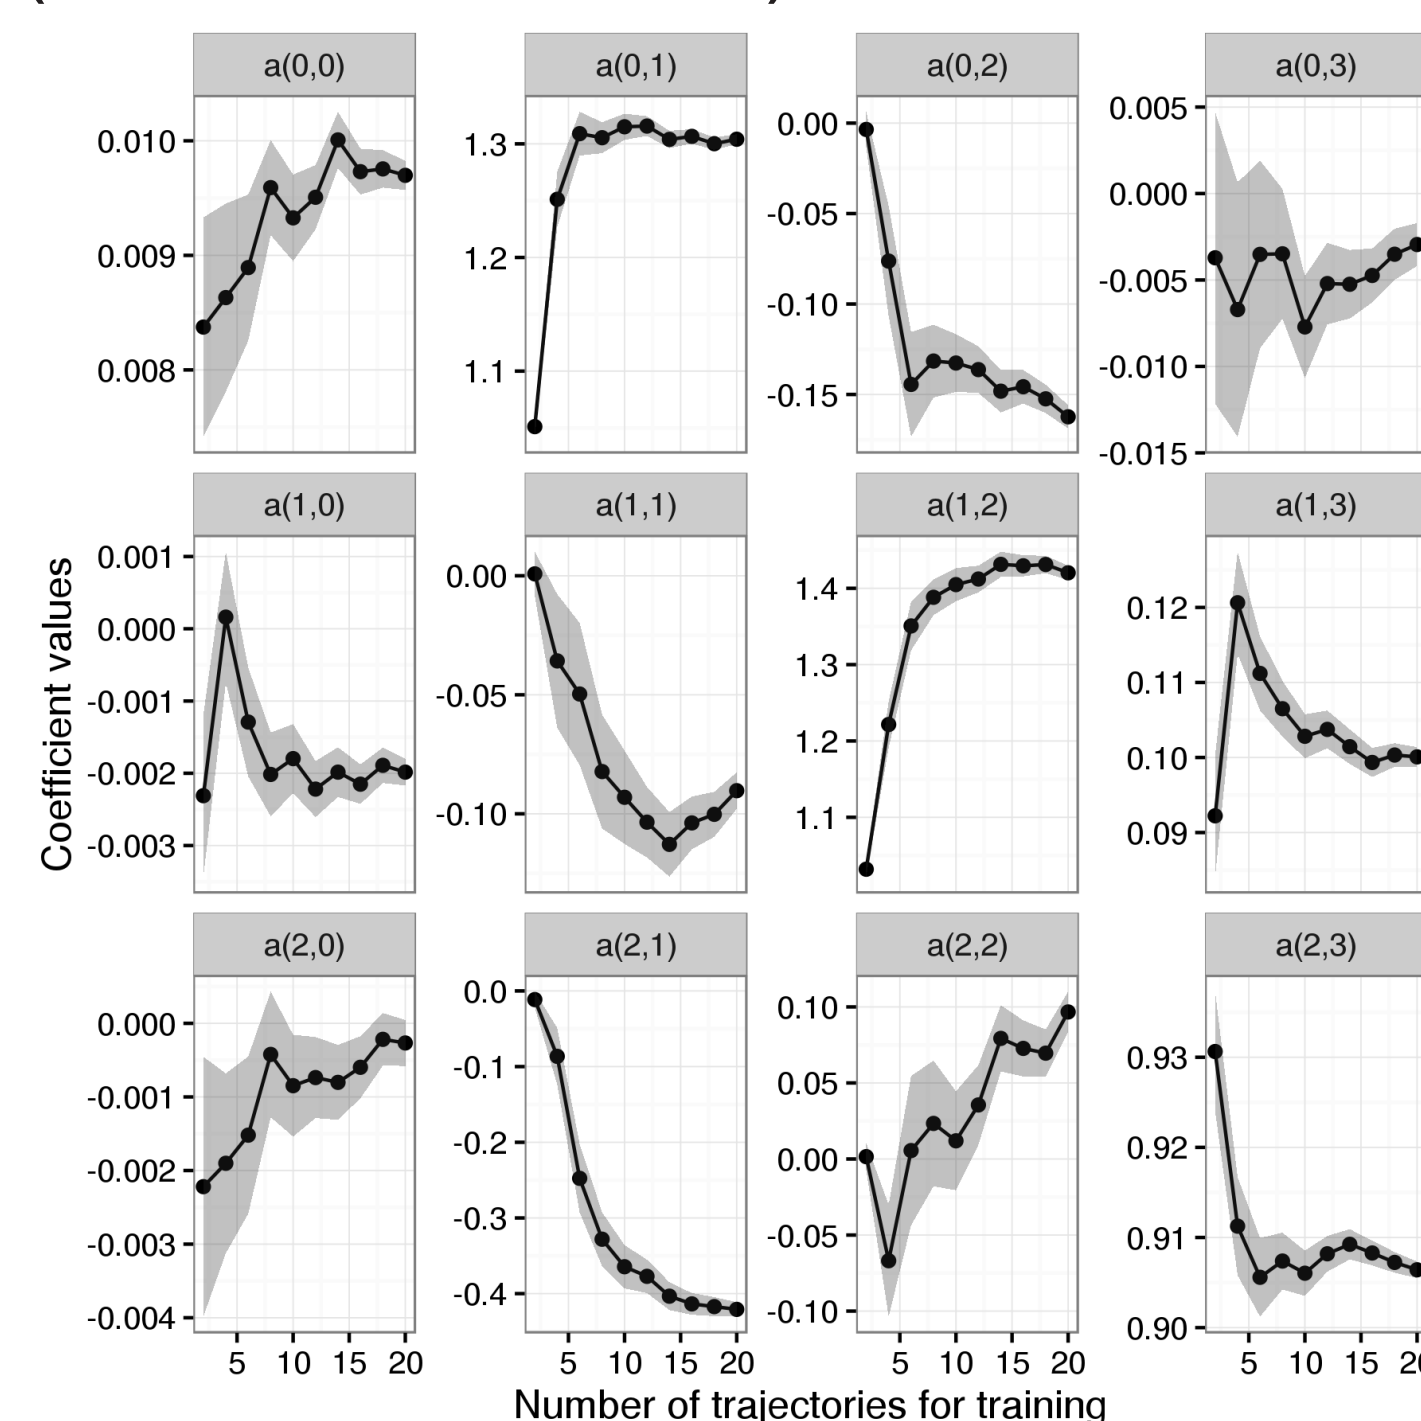 a(0,0) a(0,1) a(0,2) a(0,3)
0.010 0.009 0.008
1.3 1.2 1.1
0.00 -0.05 -0.10 -0.15
0.005 0.000 -0.005 -0.010 -0.015
a(1,0) a(1,1) a(1,2) a(1,3)
Coefficient values
0.001 0.000 -0.001 -0.002 -0.003
0.00 -0.05 -0.10
1.4 1.3 1.2 1.1
0.12 0.11 0.10 0.09
a(2,0) a(2,1) a(2,2) a(2,3)
0.000 -0.001 -0.002 -0.003 -0.004
0.0 -0.1 -0.2 -0.3 -0.4
0.10 0.05 0.00 -0.05 -0.10
0.93 0.92 0.91 0.90
5 10 15 20 5 10 15 20 5 10 15 20 5 10 15
Number of trajectories for training